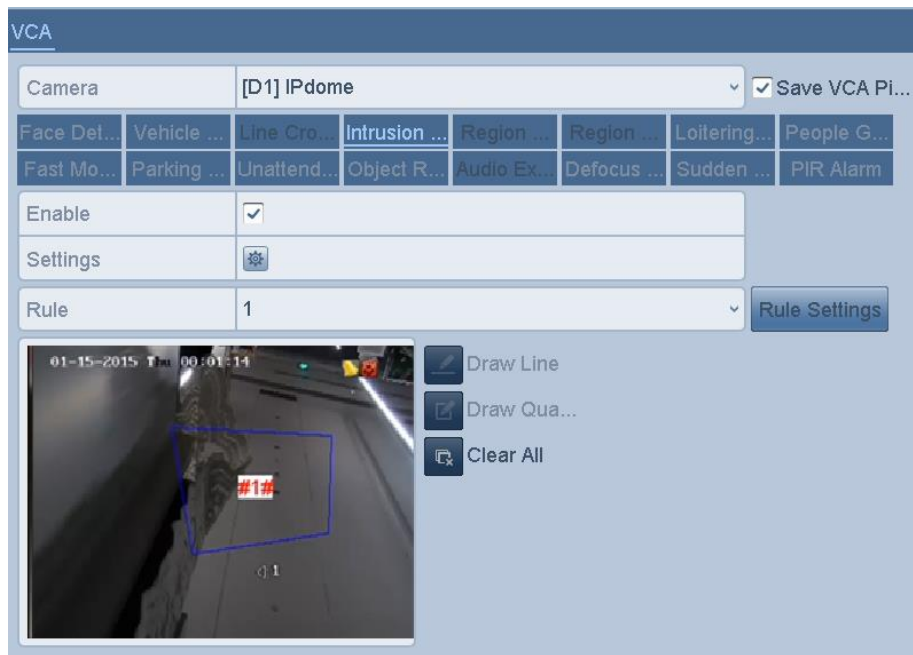 VCA
Camera [D1] IPdome Save VCA Pi...
Face Det... Vehicle ... Line Cro... Intrusion ... Region ... Region ... Loitering... People G...
Fast Mo... Parking ... Unattend... Object R... Audio Ex... Defocus ... Sudden ... PIR Alarm
Enable
Settings
Rule 1 Rule Settings
01-15-2015 Thu 00:01:14
Draw Line
Draw Qua...
Clear All
#1#
1